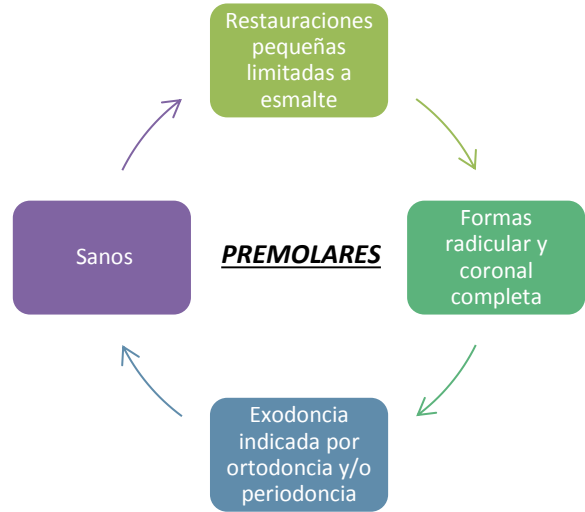 Restauraciones
pequeñas
limitadas a
esmalte
Sanos
PREMOLARES
Formas
radicular y
coronal
completa
Exodoncia
indicada por
ortodoncia y/o
periodoncia